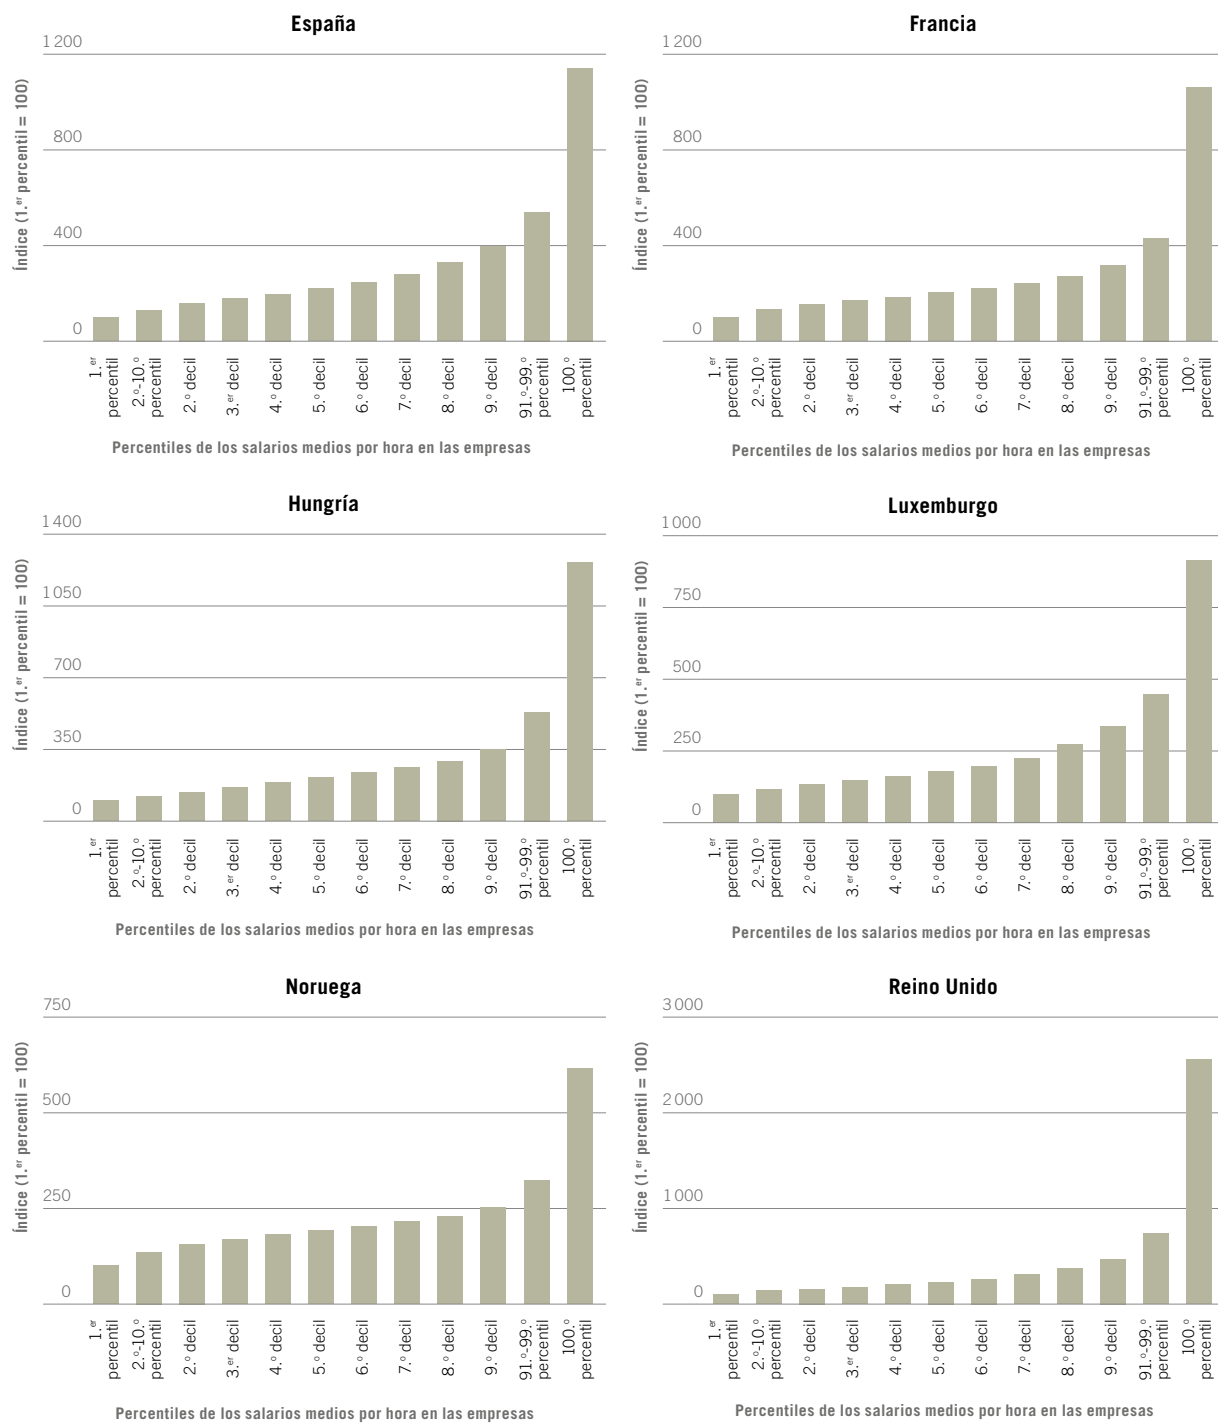 España
1 200
800
400
0
Índice (1.er percentil = 100)
1.er percentil
2.º-10.º percentil
2.º decil
3.er decil
4.º decil
5.º decil
6.º decil
7.º decil
8.º decil
9.º decil
91.º-99.º percentil
100.º percentil
Percentiles de los salarios medios por hora en las empresas
Francia
1 200
800
400
0
Índice (1.er percentil = 100)
1.er percentil
2.º-10.º percentil
2.º decil
3.er decil
4.º decil
5.º decil
6.º decil
7.º decil
8.º decil
9.º decil
91.º-99.º percentil
100.º percentil
Percentiles de los salarios medios por hora en las empresas
Hungría
1 400
1 050
700
350
0
Índice (1.er percentil = 100)
1.er percentil
2.º-10.º percentil
2.º decil
3.er decil
4.º decil
5.º decil
6.º decil
7.º decil
8.º decil
9.º decil
91.º-99.º percentil
100.º percentil
Percentiles de los salarios medios por hora en las empresas
Luxemburgo
1 000
750
500
250
0
Índice (1.er percentil = 100)
1.er percentil
2.º-10.º percentil
2.º decil
3.er decil
4.º decil
5.º decil
6.º decil
7.º decil
8.º decil
9.º decil
91.º-99.º percentil
100.º percentil
Percentiles de los salarios medios por hora en las empresas
Noruega
750
500
250
0
Índice (1.er percentil = 100)
1.er percentil
2.º-10.º percentil
2.º decil
3.er decil
4.º decil
5.º decil
6.º decil
7.º decil
8.º decil
9.º decil
91.º-99.º percentil
100.º percentil
Percentiles de los salarios medios por hora en las empresas
Reino Unido
3 000
2 000
1 000
0
Índice (1.er percentil = 100)
1.er percentil
2.º-10.º percentil
2.º decil
3.er decil
4.º decil
5.º decil
6.º decil
7.º decil
8.º decil
9.º decil
91.º-99.º percentil
100.º percentil
Percentiles de los salarios medios por hora en las empresas